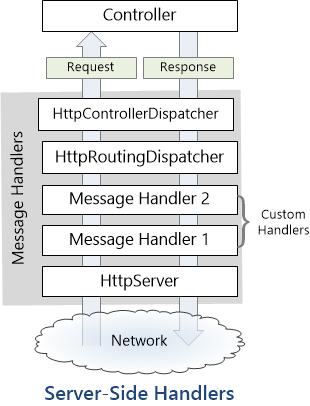 Controller
Request
Response
Message Handlers
HttpControllerDispatcher
HttpRoutingDispatcher
Message Handler 2
Message Handler 1
Custom
Handlers
HttpServer
Network
Server-Side Handlers